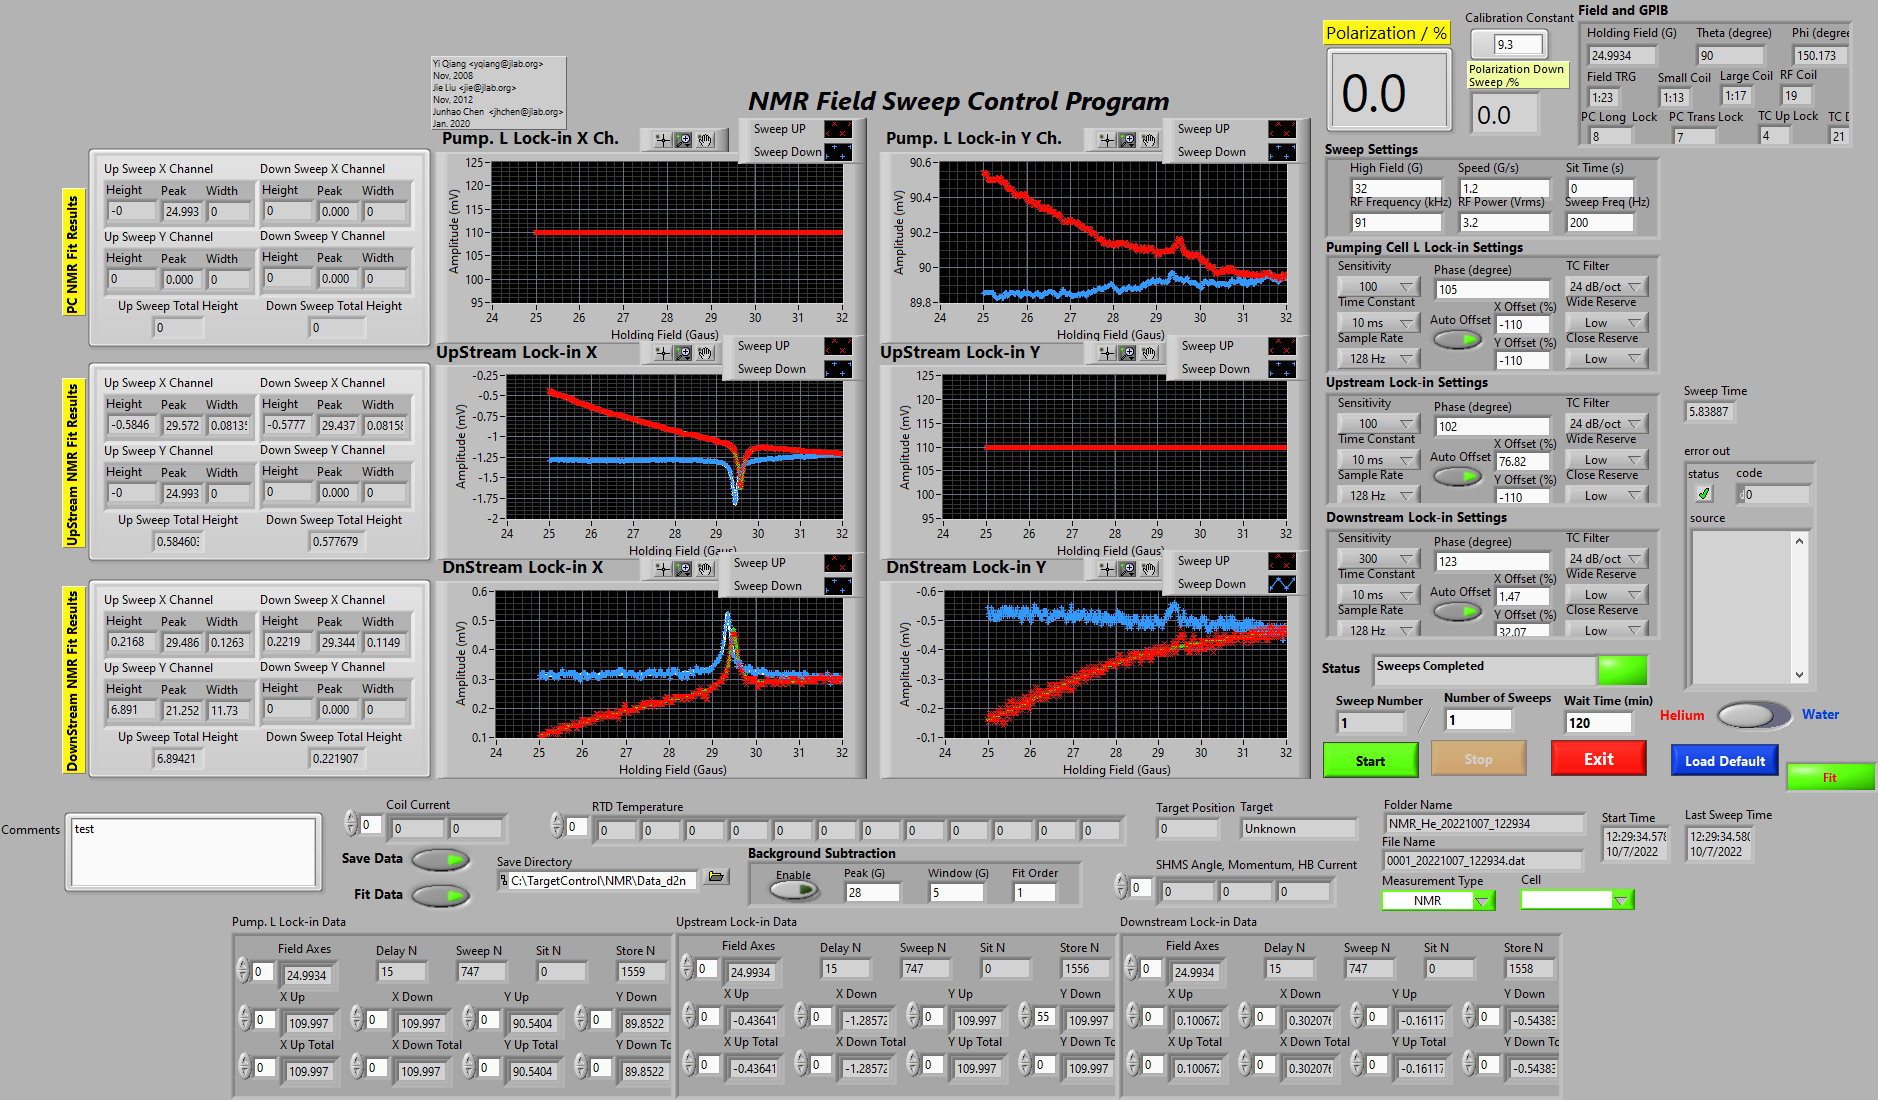 NMR Field Sweep Control Program
Yi Qiang <yqiang@jlab.org>
Nov, 2008
Jie Liu <jie@jlab.org>
Nov, 2012
Junhao Chen <jhchen@jlab.org>
Jan. 2020
Polarization / %
0.0
Calibration Constant
9.3
Polarization Down
Sweep /%
0.0
Field and GPIB
Holding Field (G) Theta (degree) Phi (degree
24.9934 90 150.173
Field TRG Small Coil Large Coil RF Coil
1:23 1:13 1:17 19
PC Long Lock PC Trans Lock TC Up Lock TC D
8 7 4 21
PC NMR Fit Results
Up Sweep X Channel Down Sweep X Channel
Height Peak Width Height Peak Width
-0 24.993 0 0 0.000 0
Up Sweep Y Channel Down Sweep Y Channel
Height Peak Width Height Peak Width
0 0.000 0 0 0.000 0
Up Sweep Total Height Down Sweep Total Height
0 0
UpStream NMR Fit Results
Up Sweep X Channel Down Sweep X Channel
Height Peak Width Height Peak Width
-0.5846 29.572 0.0813 -0.5777 29.437 0.08158
Up Sweep Y Channel Down Sweep Y Channel
Height Peak Width Height Peak Width
-0 24.993 0 0 0.000 0
Up Sweep Total Height Down Sweep Total Height
0.58460 0.577679
DownStream NMR Fit Results
Up Sweep X Channel Down Sweep X Channel
Height Peak Width Height Peak Width
0.2168 29.486 0.1263 0.2219 29.344 0.1149
Up Sweep Y Channel Down Sweep Y Channel
Height Peak Width Height Peak Width
6.891 21.252 11.73 0 0.000 0
Up Sweep Total Height Down Sweep Total Height
6.89421 0.221907
Pump. L Lock-in X Ch.
Sweep UP
Sweep Down
Amplitude (mV)
125
120
115
110
105
100
95
24 25 26 27 28 29 30 31 32
Holding Field (Gaus)
Pump. L Lock-in Y Ch.
Sweep UP
Sweep Down
Amplitude (mV)
90.6
90.4
90.2
90
89.8
24 25 26 27 28 29 30 31 32
Holding Field (Gaus)
UpStream Lock-in X
Sweep UP
Sweep Down
Amplitude (mV)
-0.25
-0.5
-0.75
-1
-1.25
-1.5
-1.75
-2
24 25 26 27 28 29 30 31 32
Holding Field (Gaus)
UpStream Lock-in Y
Sweep UP
Sweep Down
Amplitude (mV)
125
120
115
110
105
100
95
24 25 26 27 28 29 30 31 32
Holding Field (Gaus)
DnStream Lock-in X
Sweep UP
Sweep Down
Amplitude (mV)
0.6
0.5
0.4
0.3
0.2
0.1
24 25 26 27 28 29 30 31 32
Holding Field (Gaus)
DnStream Lock-in Y
Sweep UP
Sweep Down
Amplitude (mV)
-0.6
-0.5
-0.4
-0.3
-0.2
-0.1
24 25 26 27 28 29 30 31 32
Holding Field (Gaus)
Sweep Settings
High Field (G) Speed (G/s) Sit Time (s)
32 1.2 0
RF Frequency (kHz) RF Power (Vrms) Sweep Freq (Hz)
91 3.2 200
Pumping Cell L Lock-in Settings
Sensitivity Phase (degree) TC Filter
100 105 24 dB/oct
Time Constant X Offset (%) Wide Reserve
10 ms Auto Offset -110 Low
Sample Rate Y Offset (%) Close Reserve
128 Hz -110 Low
Upstream Lock-in Settings
Sensitivity Phase (degree) TC Filter
100 102 24 dB/oct
Time Constant X Offset (%) Wide Reserve
10 ms Auto Offset 76.82 Low
Sample Rate Y Offset (%) Close Reserve
128 Hz -110 Low
Downstream Lock-in Settings
Sensitivity Phase (degree) TC Filter
300 123 24 dB/oct
Time Constant X Offset (%) Wide Reserve
10 ms Auto Offset 1.47 Low
Sample Rate Y Offset (%) Close Reserve
128 Hz 32.07 Low
Sweep Time
5.83887
error out
status code
0
source
Status Sweeps Completed
Sweep Number Number of Sweeps Wait Time (min)
1 / 1 120
Helium Water
Start Stop Exit Load Default Fit
Comments test
Coil Current
0 0 0
Save Data
Fit Data
RTD Temperature
0 0 0 0 0 0 0 0 0 0 0 0 0
Save Directory
C:\TargetControl\NMR\Data_d2n
Background Subtraction
Enable Peak (G) Window (G) Fit Order
28 5 1
Target Position Target
0 Unknown
SHMS Angle, Momentum, HB Current
0 0 0 0
Folder Name
NMR_He_20221007_122934
File Name
0001_20221007_122934.dat
Measurement Type Cell
NMR
Start Time Last Sweep Time
12:29:34.578 12:29:34.580
10/7/2022 10/7/2022
Pump. L Lock-in Data
Field Axes Delay N Sweep N Sit N Store N
0 24.9934 15 747 0 1559
X Up X Down Y Up Y Down
0 109.997 0 109.997 0 90.5404 0 89.8522
X Up Total X Down Total Y Up Total Y Down To
0 109.997 0 109.997 0 90.5404 0 89.8522
Upstream Lock-in Data
Field Axes Delay N Sweep N Sit N Store N
0 24.9934 15 747 0 1556
X Up X Down Y Up Y Down
0 -0.43641 0 -1.28572 0 109.997 55 109.997
X Up Total X Down Total Y Up Total Y Down To
0 -0.43641 0 -1.28572 0 109.997 0 109.997
Downstream Lock-in Data
Field Axes Delay N Sweep N Sit N Store N
0 24.9934 15 747 0 1558
X Up X Down Y Up Y Down
0 0.100672 0 0.302076 0 -0.16117 0 -0.54383
X Up Total X Down Total Y Up Total Y Down To
0 0.100672 0 0.302076 0 -0.16117 0 -0.54383